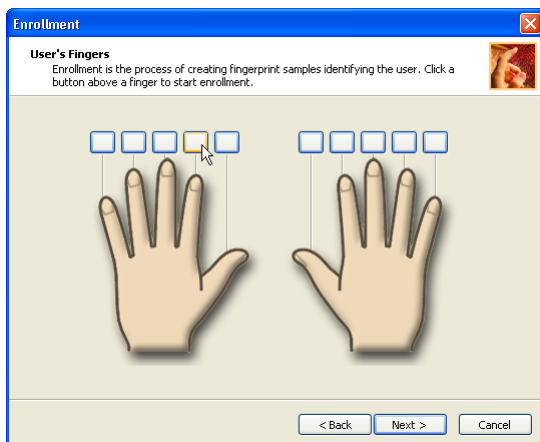 Enrollment
User's Fingers
Enrollment is the process of creating fingerprint samples identifying the user. Click a
button above a finger to start enrollment.
< Back Next > Cancel